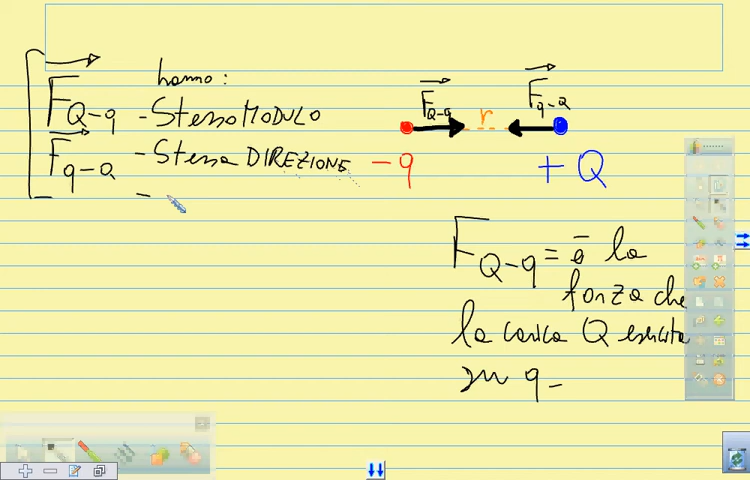 hanno:
F Q-q - Stesso MODULO
F q-Q - Stessa DIREZIONE
-
F Q-q
r
F q-Q
- q
+ Q
F Q-q = è la
forza che
la carica Q esercita
su q -